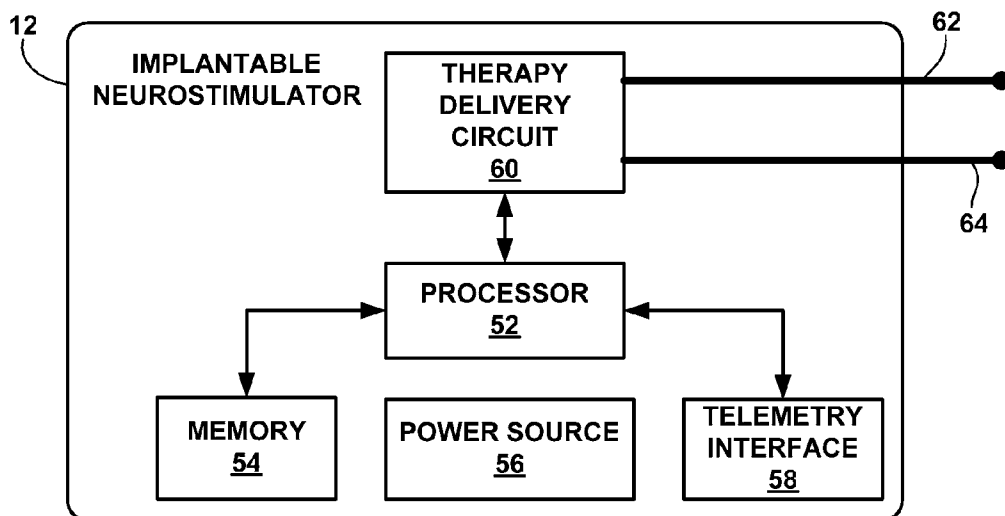 12
IMPLANTABLE
NEUROSTIMULATOR
THERAPY
DELIVERY
CIRCUIT
60
62
64
PROCESSOR
52
MEMORY
54
POWER SOURCE
56
TELEMETRY
INTERFACE
58